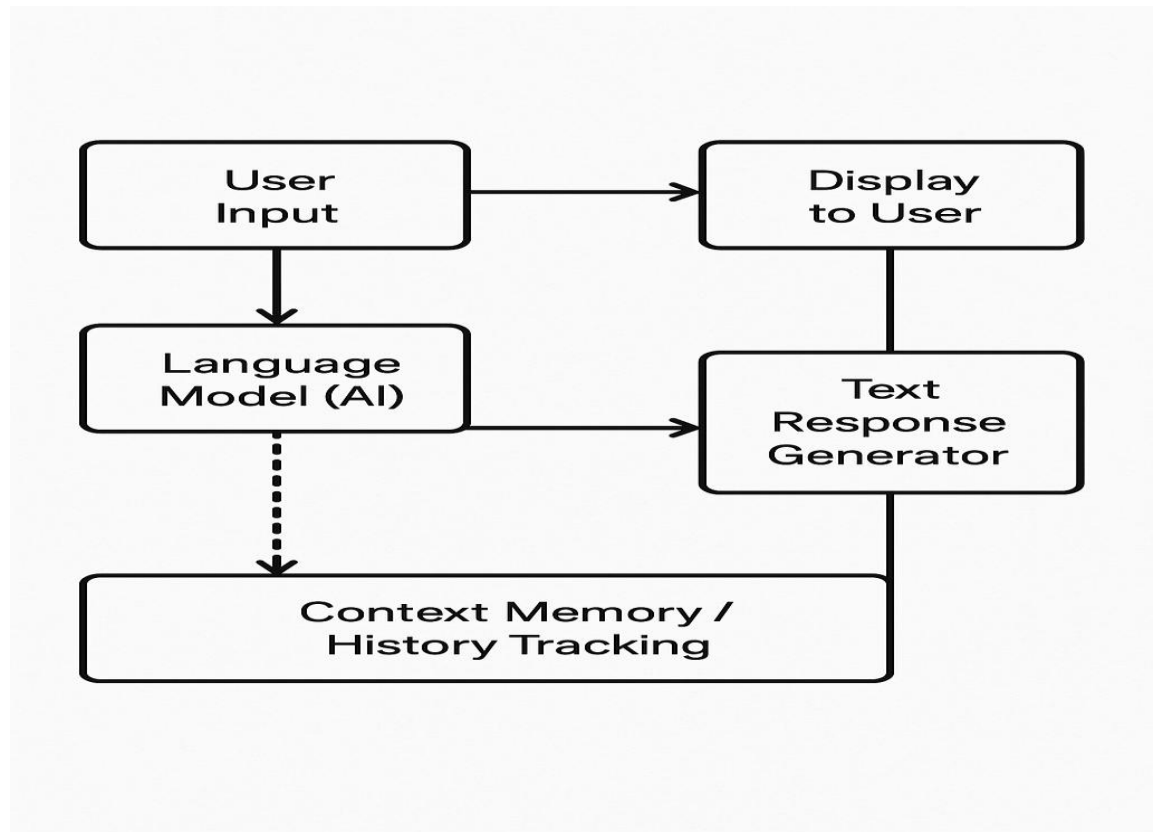 User
Input
Display
to User
Language
Model (AI)
Text
Response
Generator
Context Memory /
History Tracking